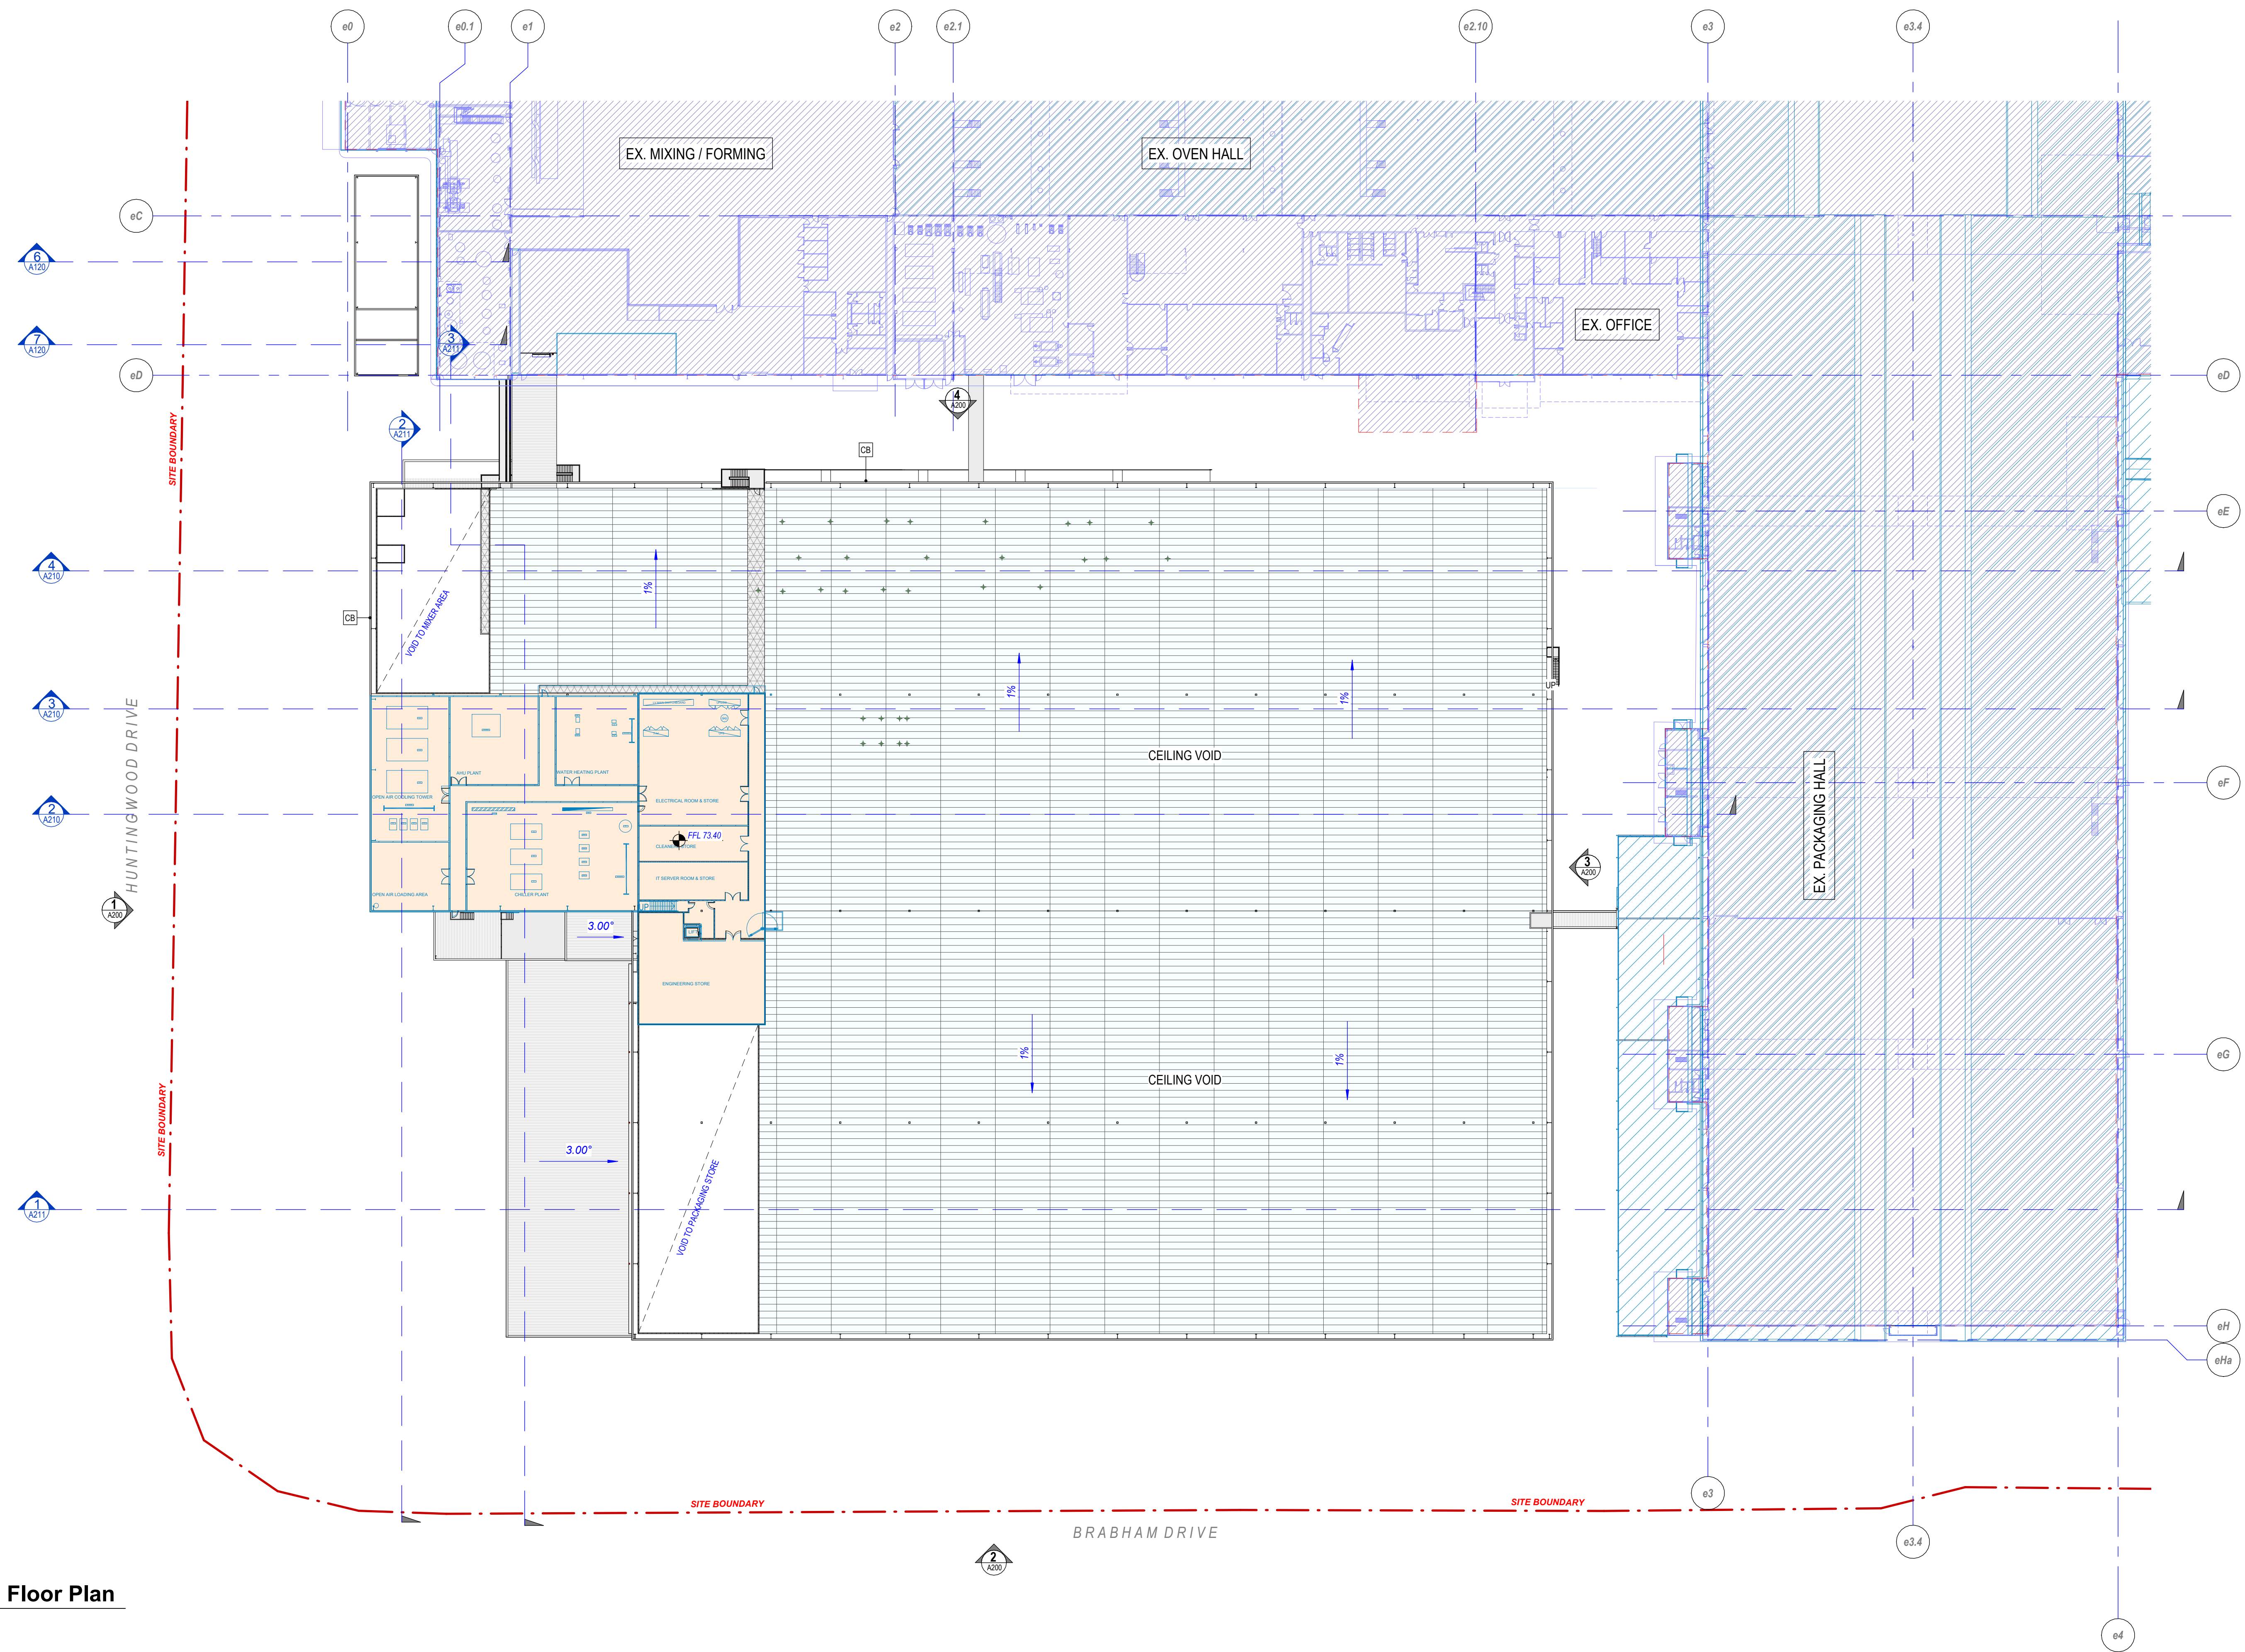 e0
e0.1
e1
e2
e2.1
e2.10
e3
e3.4
EX. MIXING / FORMING
EX. OVEN HALL
eC
6
A120
7
A120
3
A211
EX. OFFICE
eD
eD
4
A200
2
A211
SITE BOUNDARY
CB
eE
4
A210
1%
CB
VOID TO MIXER AREA
HUNTINGWOOD DRIVE
3
A210
1%
1%
UP
CEILING VOID
AHU PLANT
WATER HEATING PLANT
OPEN AIR COOLING TOWER
ELECTRICAL ROOM & STORE
EX. PACKAGING HALL
eF
2
A210
FFL 73.40
CLEANER STORE
IT SERVER ROOM & STORE
OPEN AIR LOADING AREA
CHILLER PLANT
3
A200
1
A200
UP
LIFT
3.00°
ENGINEERING STORE
1%
1%
eG
CEILING VOID
SITE BOUNDARY
3.00°
VOID TO PACKAGING STORE
1
A211
eH
eHa
e3
SITE BOUNDARY
SITE BOUNDARY
BRABHAM DRIVE
e3.4
2
A200
Floor Plan
e4